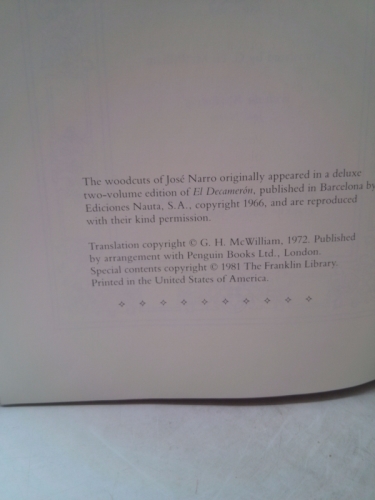 The woodcuts of José Narro originally appeared in a deluxe
two-volume edition of El Decamerón, published in Barcelona by
Ediciones Nauta, S.A., copyright 1966, and are reproduced
with their kind permission.
Translation copyright © G. H. McWilliam, 1972. Published
by arrangement with Penguin Books Ltd., London.
Special contents copyright © 1981 The Franklin Library.
Printed in the United States of America.